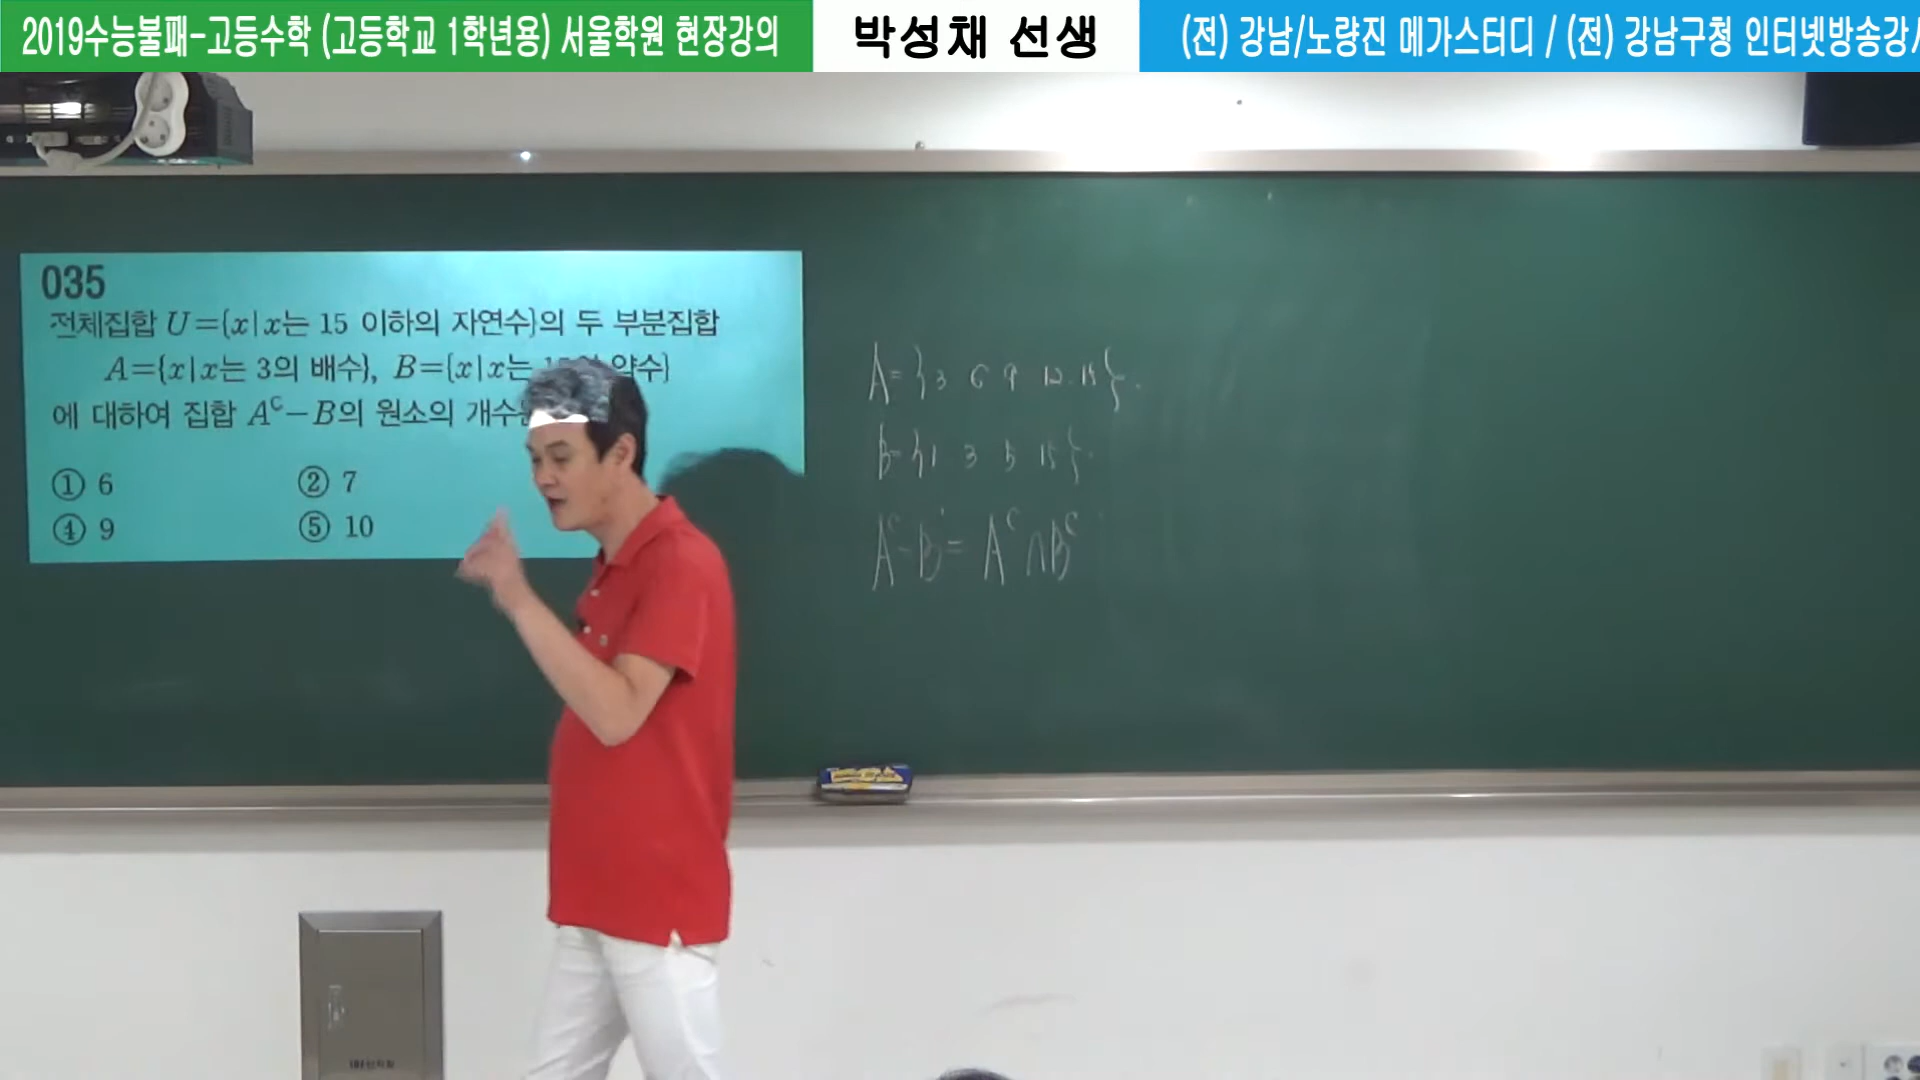 2019수능불패-고등수학 (고등학교 1학년용) 서울학원 현장강의
박성채 선생
(전) 강남/노량진 메가스터디 / (전) 강남구청 인터넷방송강사
035
전체집합 U={x|x는 15 이하의 자연수}의 두 부분집합
A={x|x는 3의 배수}, B={x|x는 약수}
에 대하여 집합 A^C-B의 원소의 개수
① 6 ② 7
④ 9 ⑤ 10
A={3 6 9 12 15}
B={1 3 5 15}
A^C-B=A^C∩B^C